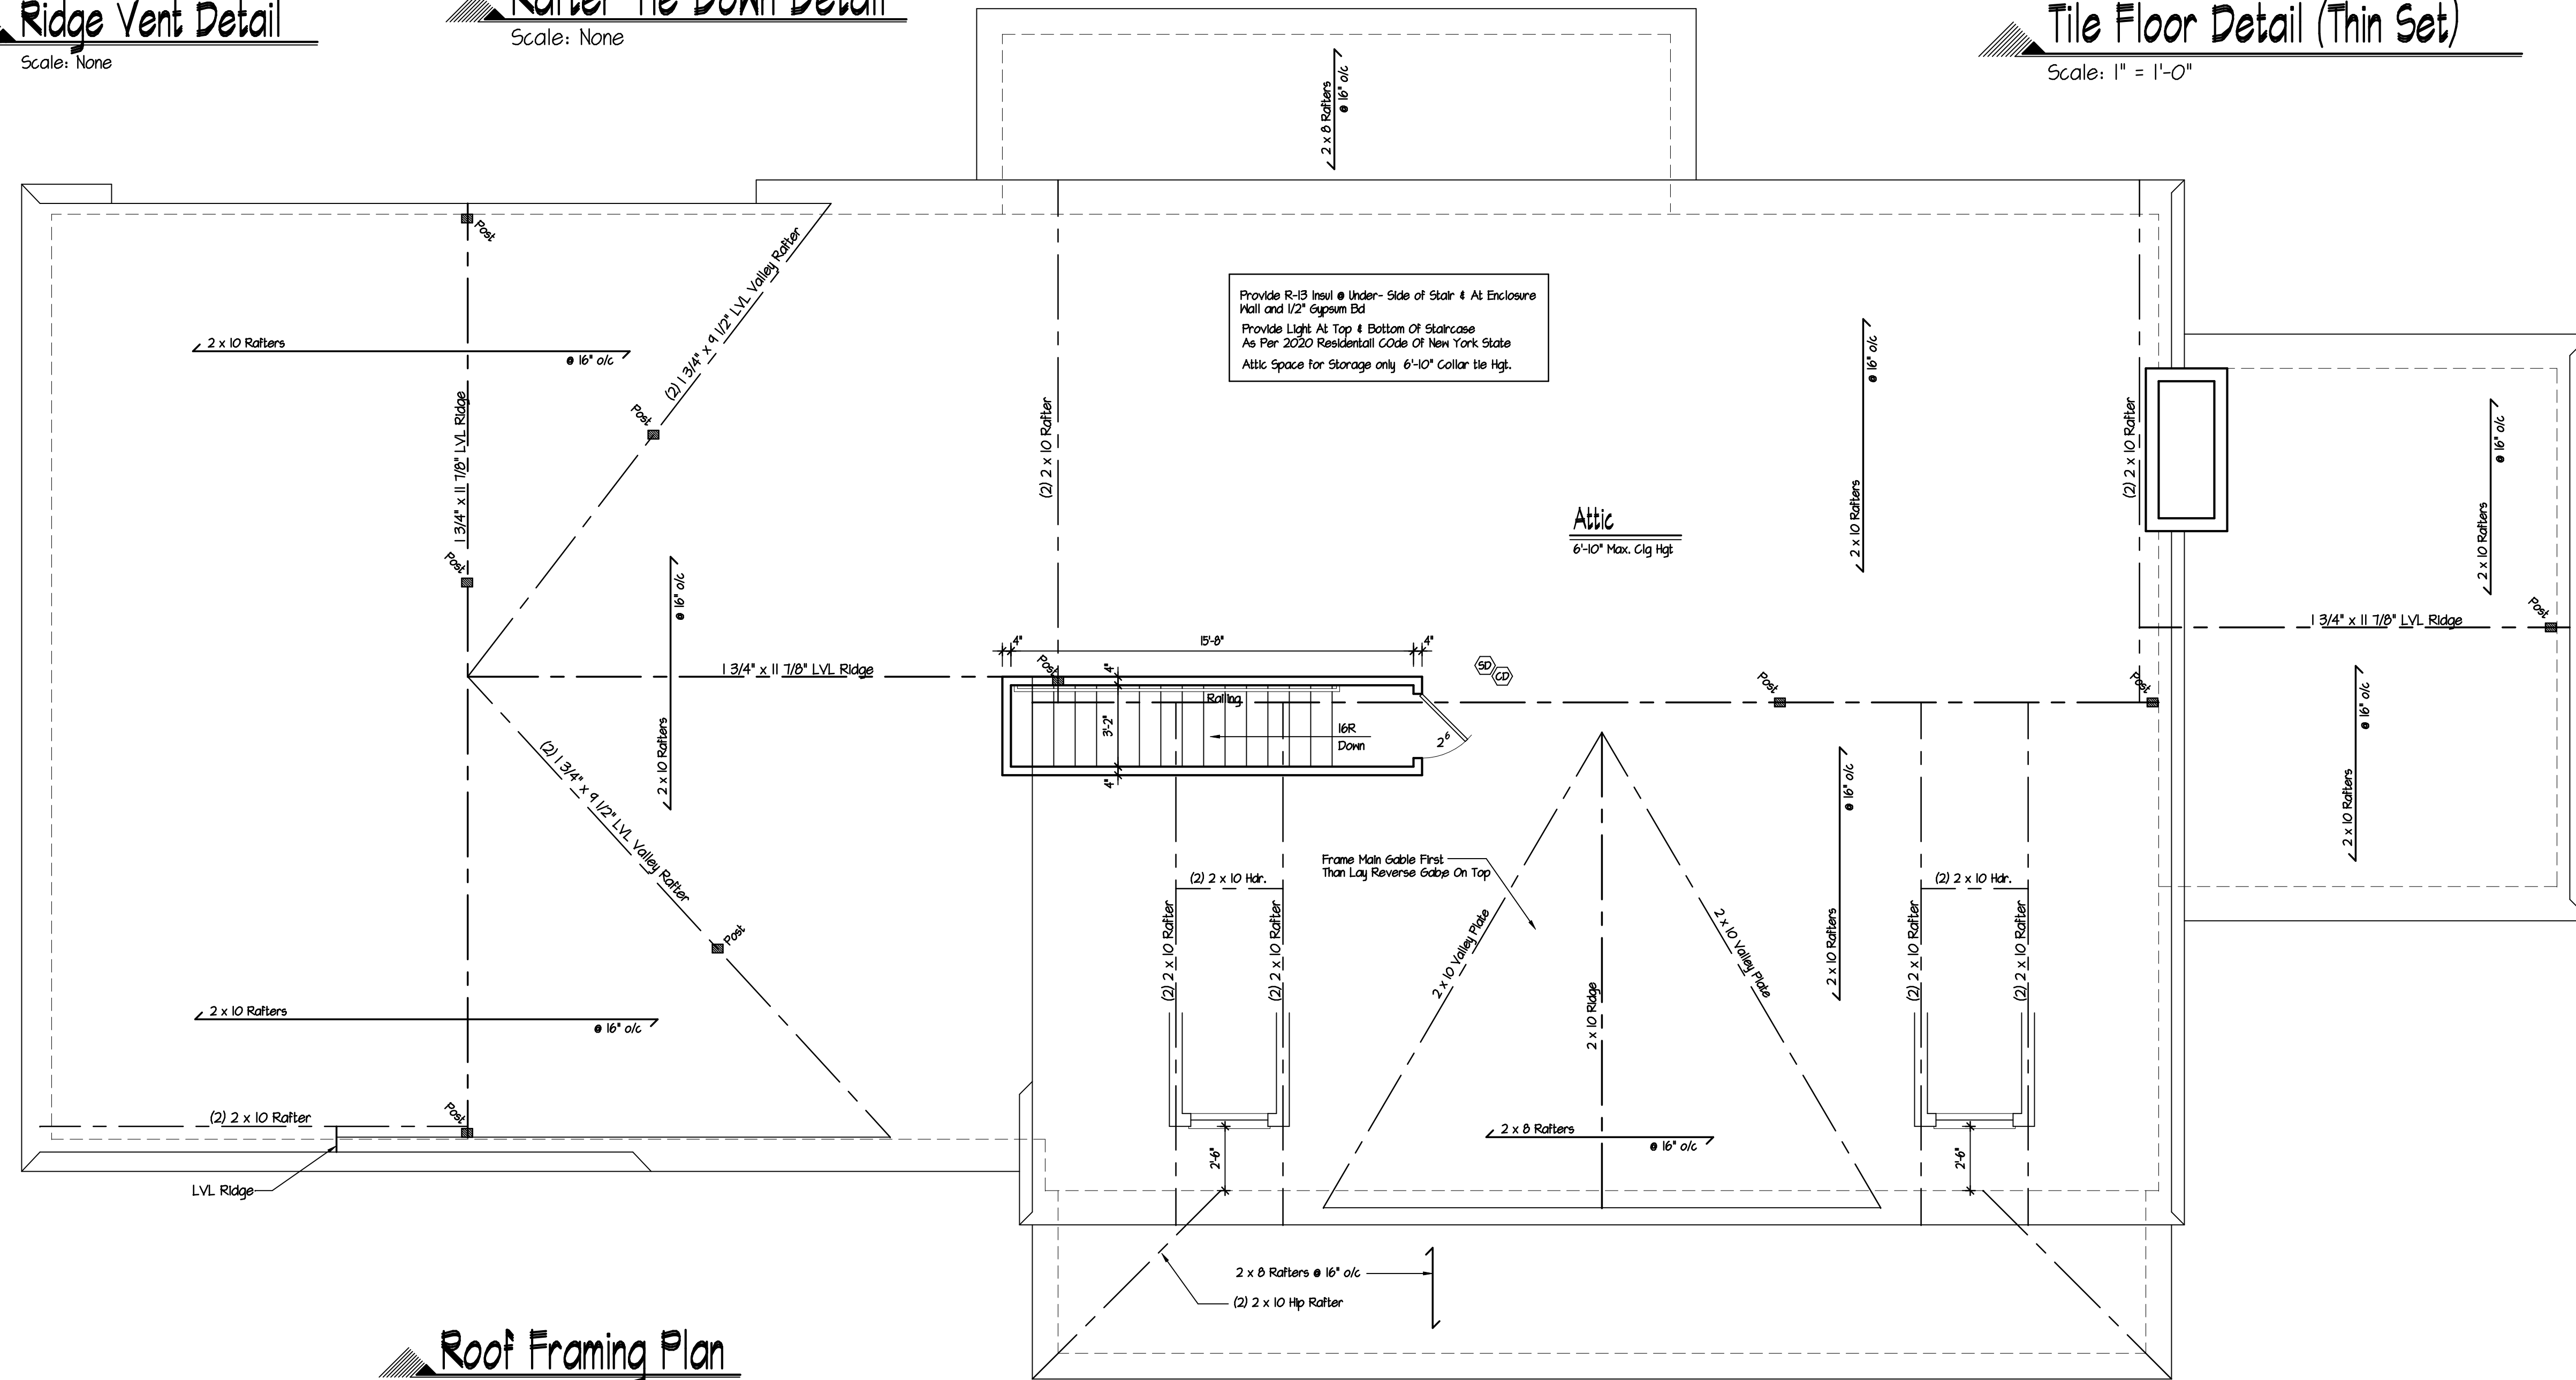 Ridge Vent Detail
Scale: None
Rafter Tie Down Detail
Scale: None
Tile Floor Detail (Thin Set)
Scale: 1" = 1'-0"
2 x 8 Rafters
@ 16" o/c
Post
(2) 1 3/4" x 9 1/2" LVL Valley Rafter
2 x 10 Rafters
@ 16" o/c
1 3/4" x 11 7/8" LVL Ridge
Post
Post
(2) 2 x 10 Rafter
Provide R-13 Insul @ Under- Side of Stair & At Enclosure
Wall and 1/2" Gypsum Bd
Provide Light At Top & Bottom Of Staircase
As Per 2020 Residentail COde Of New York State
Attic Space for Storage only 6'-10" Collar tie Hgt.
2 x 10 Rafters
@ 16" o/c
(2) 2 x 10 Rafter
2 x 10 Rafters
@ 16" o/c
Attic
6'-10" Max. Clg Hgt
2 x 10 Rafters
@ 16" o/c
1 3/4" x 11 7/8" LVL Ridge
4"
15'-8"
4"
Post
4"
3'-2"
4"
Railing
16R
Down
2⁶
SD
CD
Post
Post
1 3/4" x 11 7/8" LVL Ridge
Post
2 x 10 Rafters
@ 16" o/c
(2) 1 3/4" x 9 1/2" LVL Valley Rafter
Post
Frame Main Gable First
Than Lay Reverse Gabe On Top
2 x 10 Rafters
@ 16" o/c
(2) 2 x 10 Hdr.
(2) 2 x 10 Rafter
(2) 2 x 10 Rafter
2 x 10 Valley Plate
2 x 10 Ridge
2 x 10 Valley Plate
(2) 2 x 10 Hdr.
(2) 2 x 10 Rafter
(2) 2 x 10 Rafter
2 x 10 Rafters
@ 16" o/c
(2) 2 x 10 Rafter
Post
2 x 8 Rafters
@ 16" o/c
2'-6"
2'-6"
LVL Ridge
2 x 8 Rafters @ 16" o/c
(2) 2 x 10 Hip Rafter
Roof Framing Plan